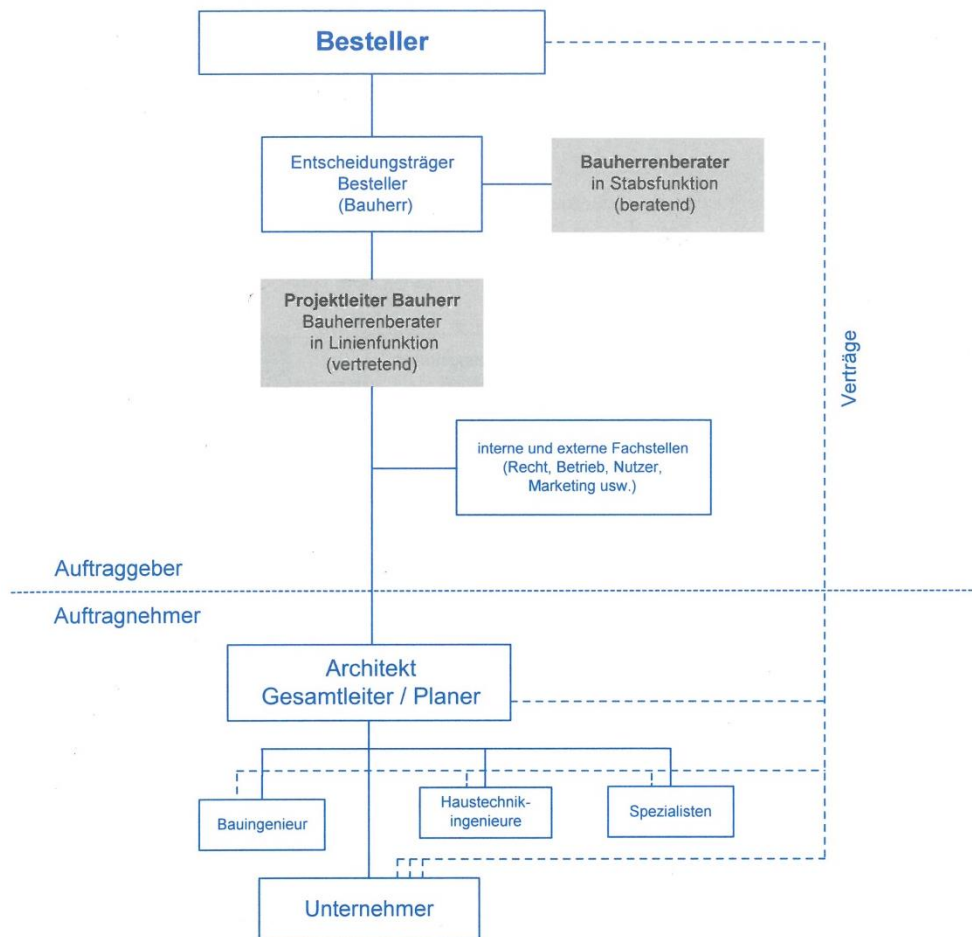 Besteller
Entscheidungsträger
Besteller
(Bauherr)
Bauherrenberater
in Stabsfunktion
(beratend)
Projektleiter Bauherr
Bauherrenberater
in Linienfunktion
(vertretend)
Verträge
interne und externe Fachstellen
(Recht, Betrieb, Nutzer,
Marketing usw.)
Auftraggeber
Auftragnehmer
Architekt
Gesamtleiter / Planer
Bauingenieur
Haustechnik-
ingenieure
Spezialisten
Unternehmer